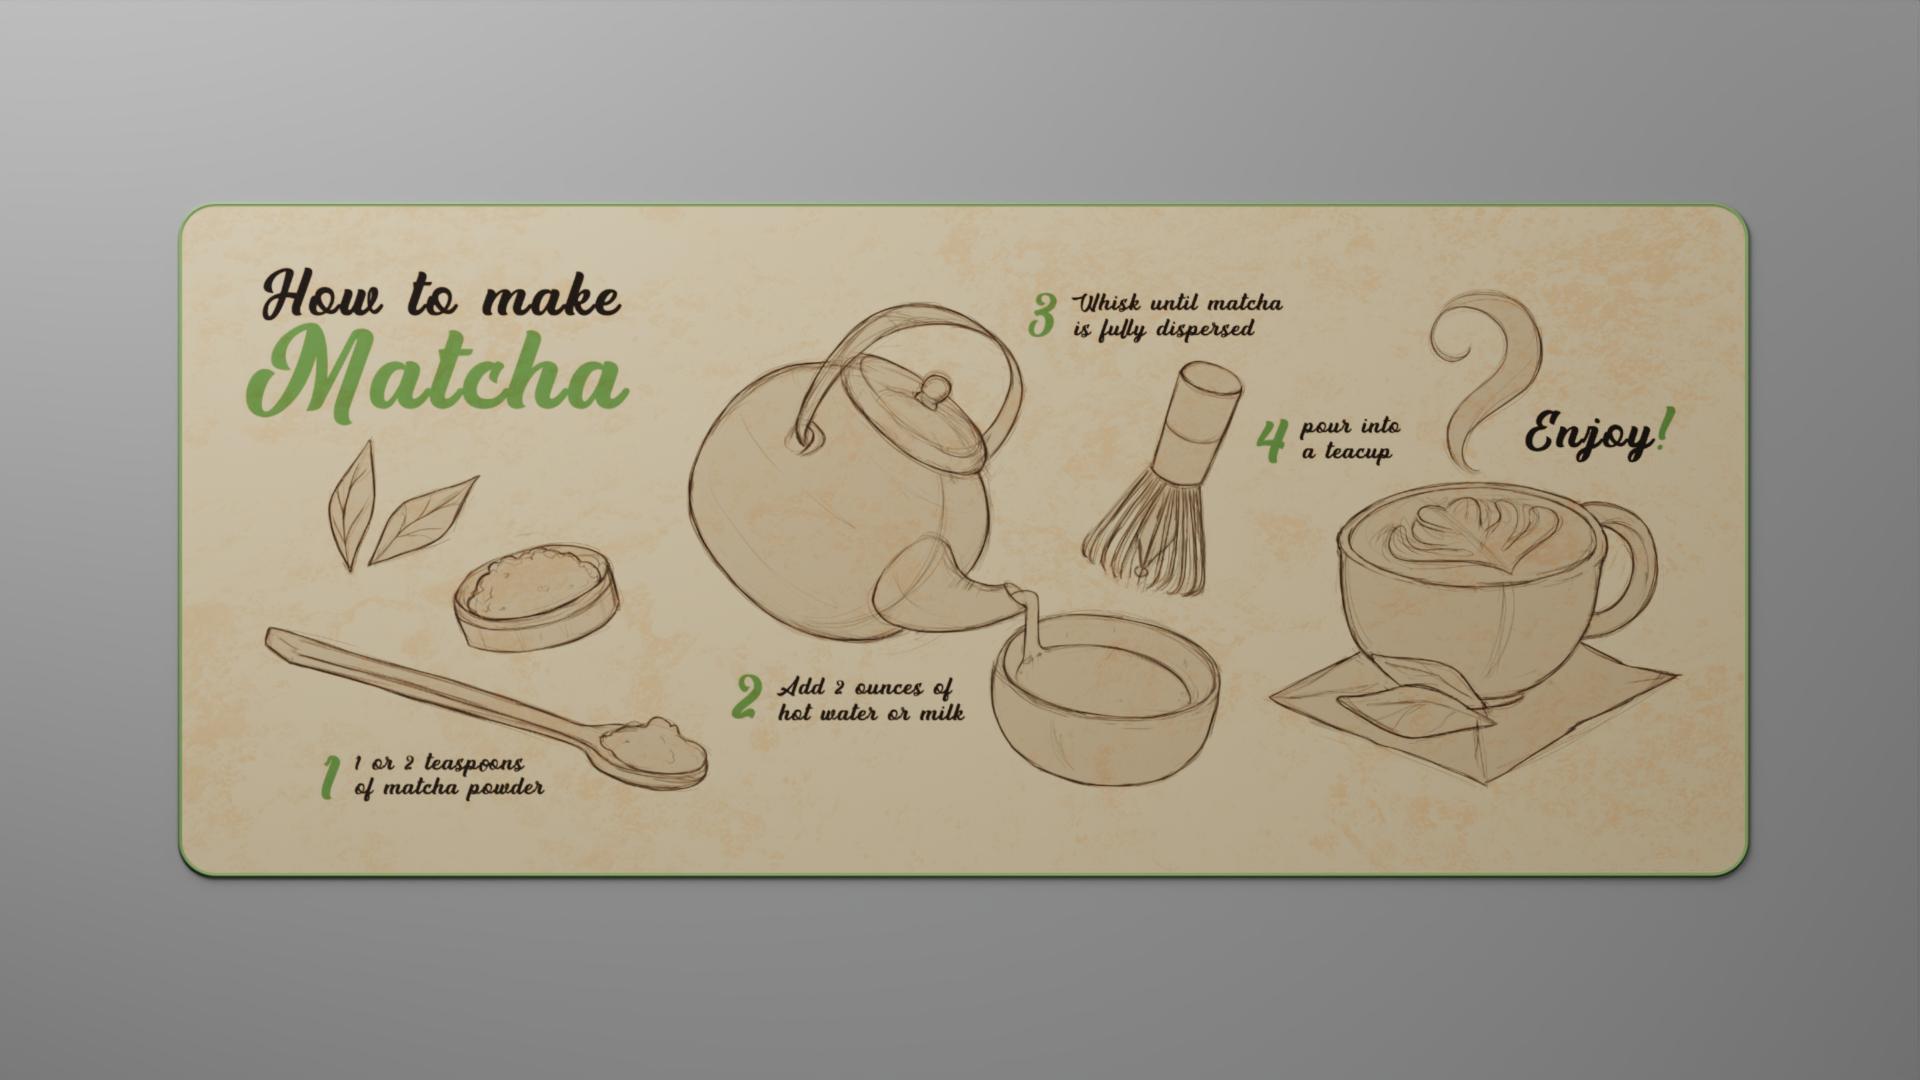 How to make
Matcha
1 1 or 2 teaspoons
of matcha powder
2 Add 2 ounces of
hot water or milk
3 Whisk until matcha
is fully dispersed
4 pour into
a teacup
Enjoy!